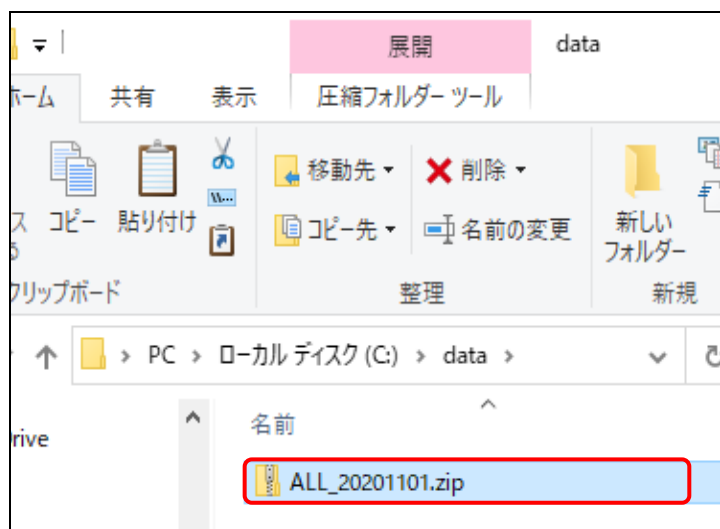 展開 data
ホーム 共有 表示 圧縮フォルダー ツール
コピー 貼り付け
移動先 削除
コピー先 名前の変更
新しい
フォルダー
クリップボード 整理 新規
PC ローカル ディスク (C:) data
rive
名前
ALL_20201101.zip